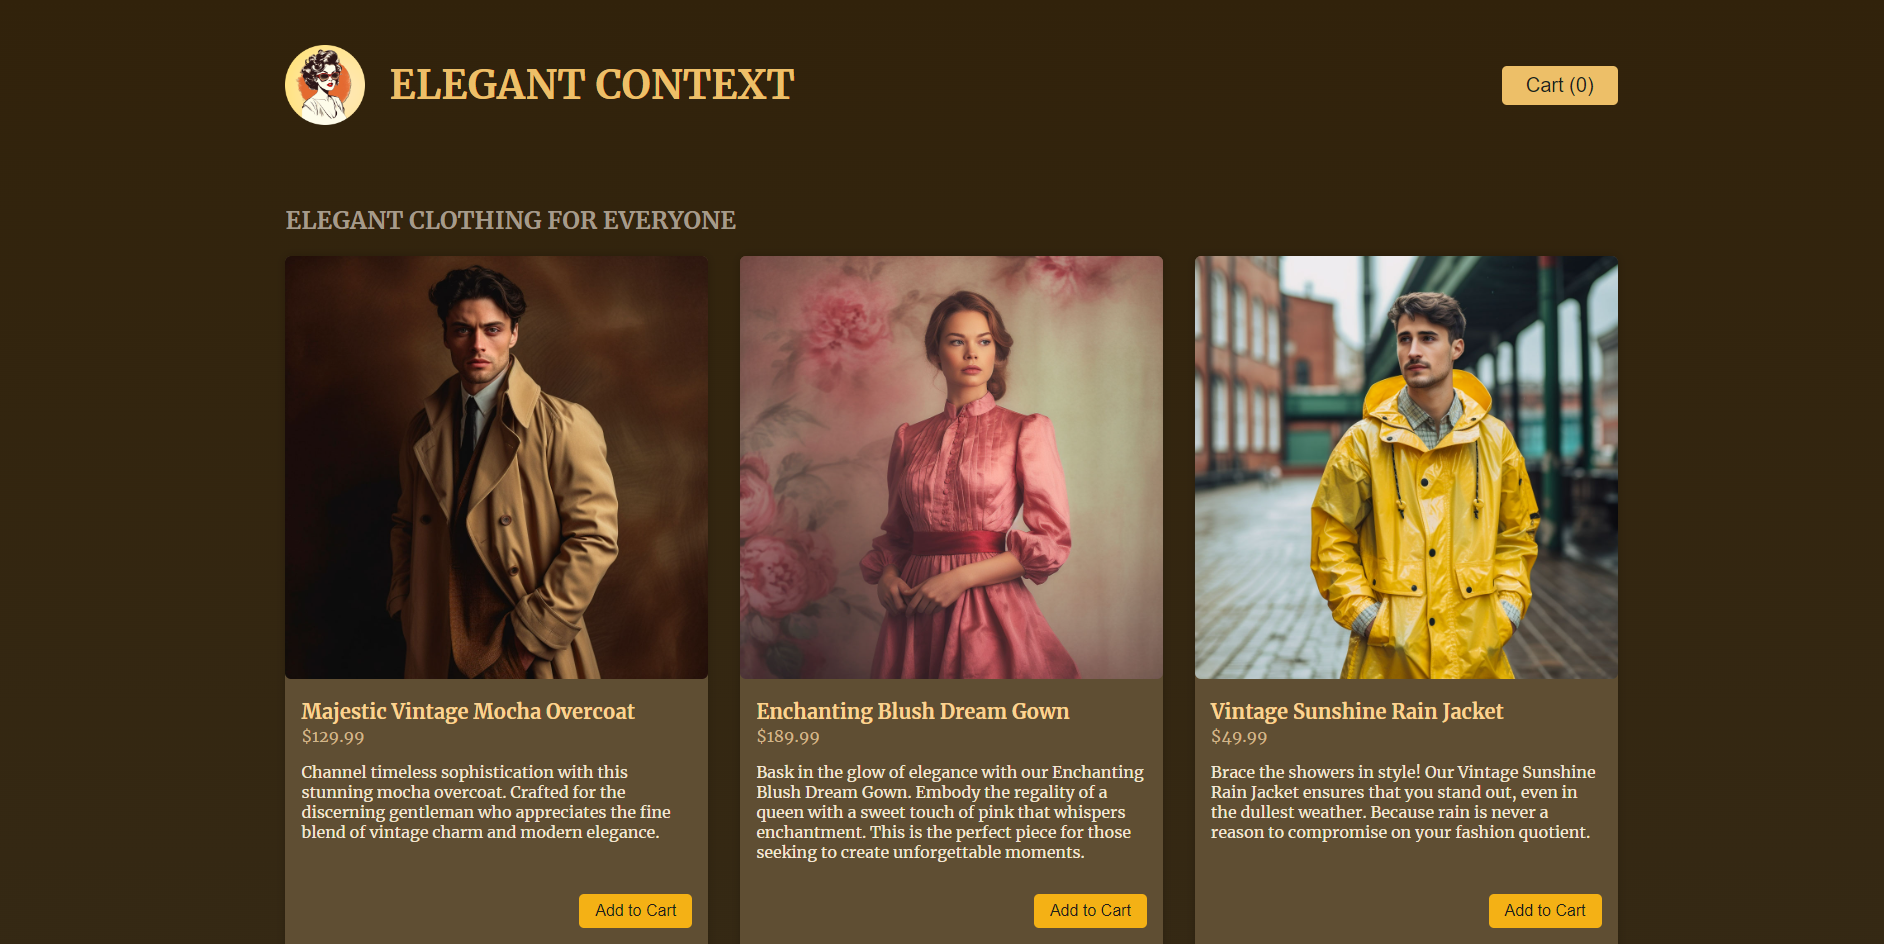 ELEGANT CONTEXT
Cart (0)
ELEGANT CLOTHING FOR EVERYONE
Majestic Vintage Mocha Overcoat
$129.99
Channel timeless sophistication with this
stunning mocha overcoat. Crafted for the
discerning gentleman who appreciates the fine
blend of vintage charm and modern elegance.
Add to Cart
Enchanting Blush Dream Gown
$189.99
Bask in the glow of elegance with our Enchanting
Blush Dream Gown. Embody the regality of a
queen with a sweet touch of pink that whispers
enchantment. This is the perfect piece for those
seeking to create unforgettable moments.
Add to Cart
Vintage Sunshine Rain Jacket
$49.99
Brace the showers in style! Our Vintage Sunshine
Rain Jacket ensures that you stand out, even in
the dullest weather. Because rain is never a
reason to compromise on your fashion quotient.
Add to Cart